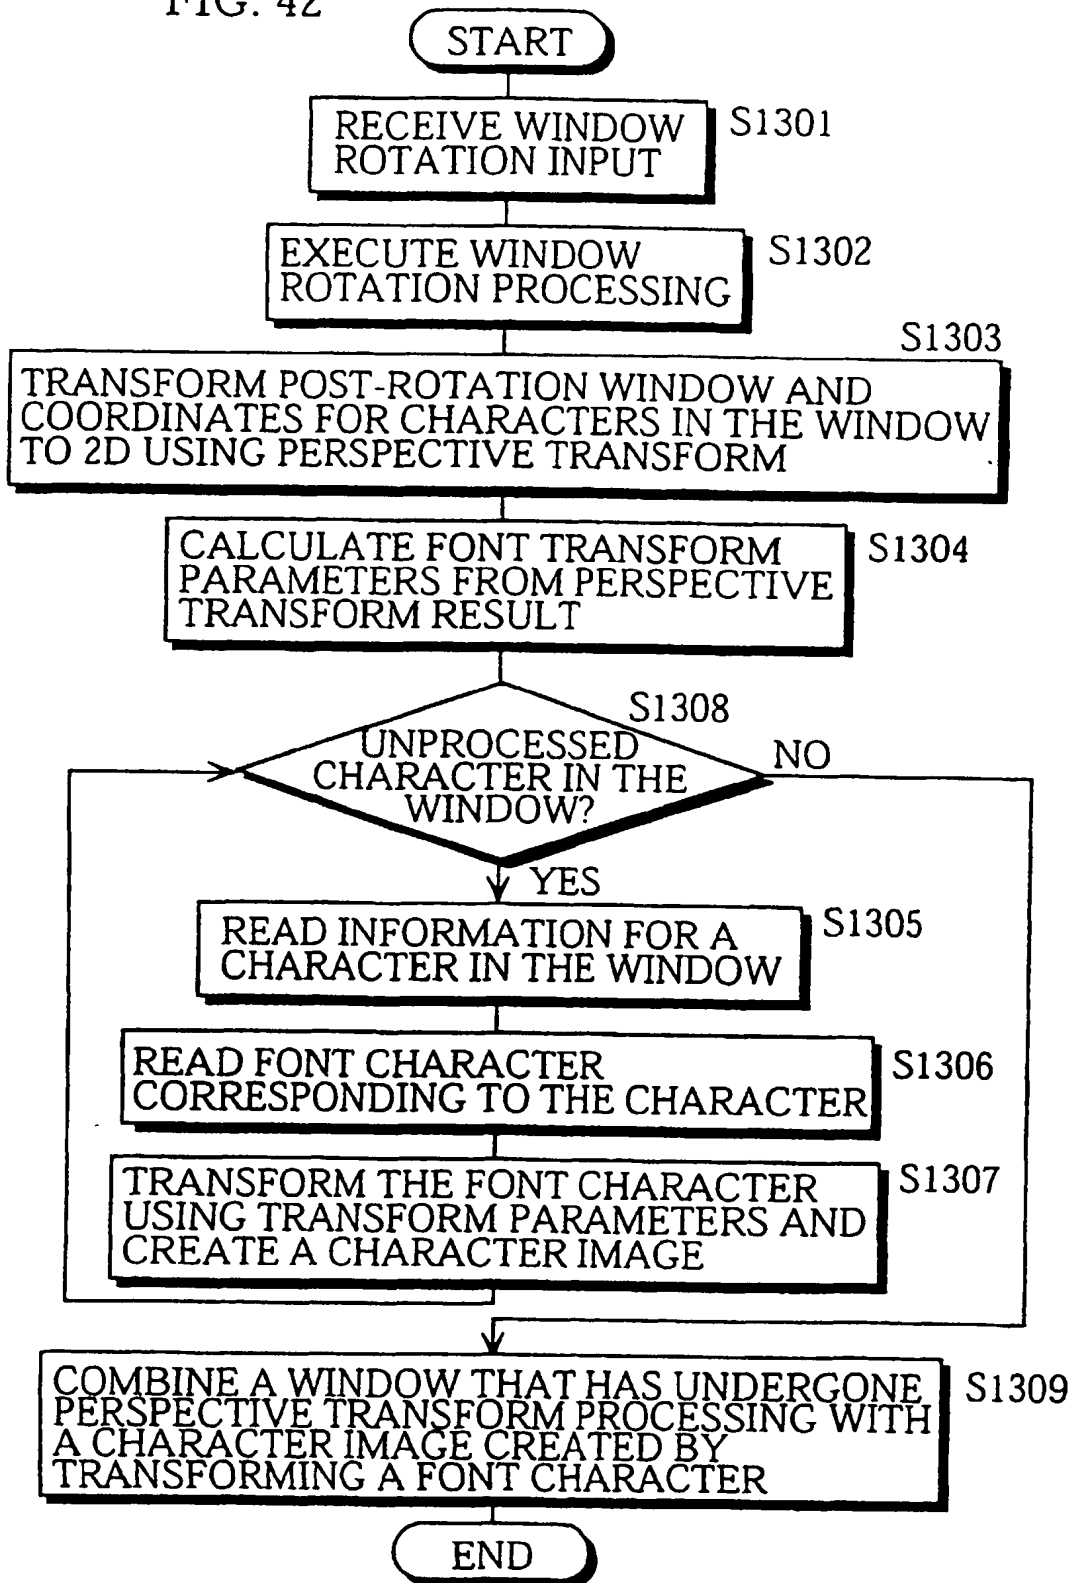 FIG. 42
START
RECEIVE WINDOW
ROTATION INPUT
S1301
EXECUTE WINDOW
ROTATION PROCESSING
S1302
S1303
TRANSFORM POST-ROTATION WINDOW AND
COORDINATES FOR CHARACTERS IN THE WINDOW
TO 2D USING PERSPECTIVE TRANSFORM
CALCULATE FONT TRANSFORM
PARAMETERS FROM PERSPECTIVE
TRANSFORM RESULT
S1304
S1308
UNPROCESSED
CHARACTER IN THE
WINDOW?
NO
YES
READ INFORMATION FOR A
CHARACTER IN THE WINDOW
S1305
READ FONT CHARACTER
CORRESPONDING TO THE CHARACTER
S1306
TRANSFORM THE FONT CHARACTER
USING TRANSFORM PARAMETERS AND
CREATE A CHARACTER IMAGE
S1307
COMBINE A WINDOW THAT HAS UNDERGONE
PERSPECTIVE TRANSFORM PROCESSING WITH
A CHARACTER IMAGE CREATED BY
TRANSFORMING A FONT CHARACTER
S1309
END